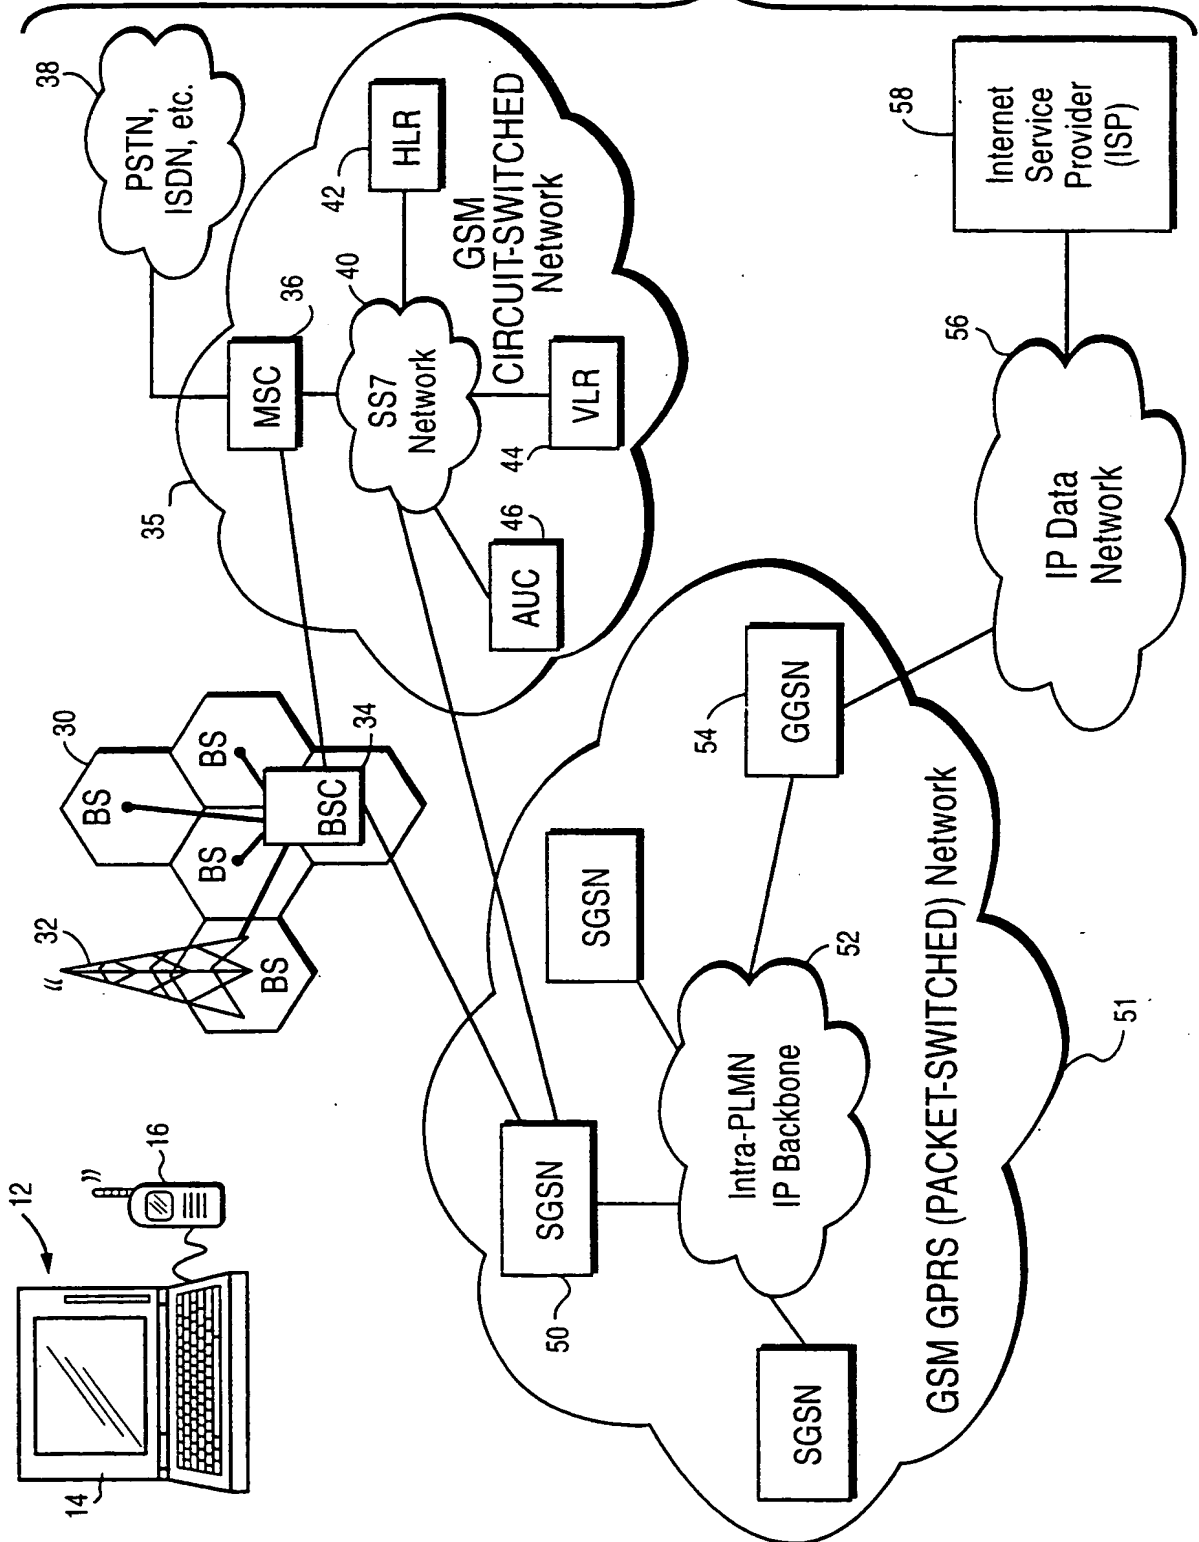 12
14
16
32
BS
BS
BS
BS
30
BSC
34
35
MSC
36
38
PSTN,
ISDN, etc.
SS7
Network
40
42
HLR
AUC
46
44
VLR
GSM
CIRCUIT-SWITCHED
Network
SGSN
50
SGSN
SGSN
Intra-PLMN
IP Backbone
52
54
GGSN
GSM GPRS (PACKET-SWITCHED) Network
51
IP Data
Network
56
58
Internet
Service
Provider
(ISP)